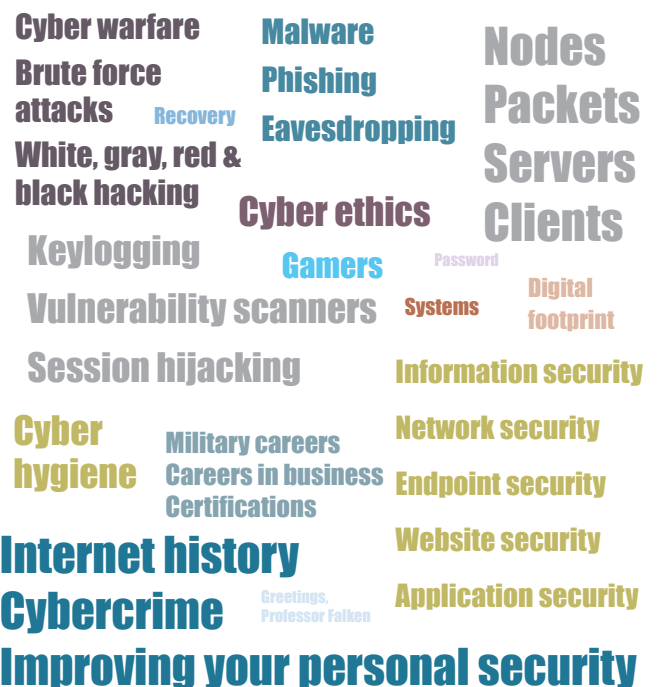 Cyber warfare
Brute force
attacks
Recovery
White, gray, red &
black hacking
Malware
Phishing
Eavesdropping
Nodes
Packets
Servers
Clients
Cyber ethics
Keylogging
Gamers
Password
Vulnerability scanners
Systems
Digital
footprint
Session hijacking
Information security
Network security
Endpoint security
Website security
Application security
Cyber
hygiene
Military careers
Careers in business
Certifications
Internet history
Cybercrime
Greetings,
Professor Falken
Improving your personal security